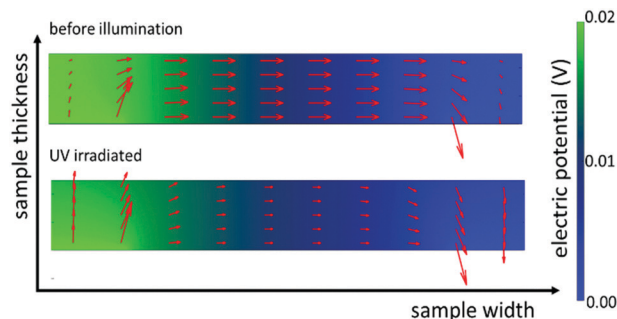 before illumination
UV irradiated
sample thickness
sample width
0.02
0.01
0.00
electric potential (V)